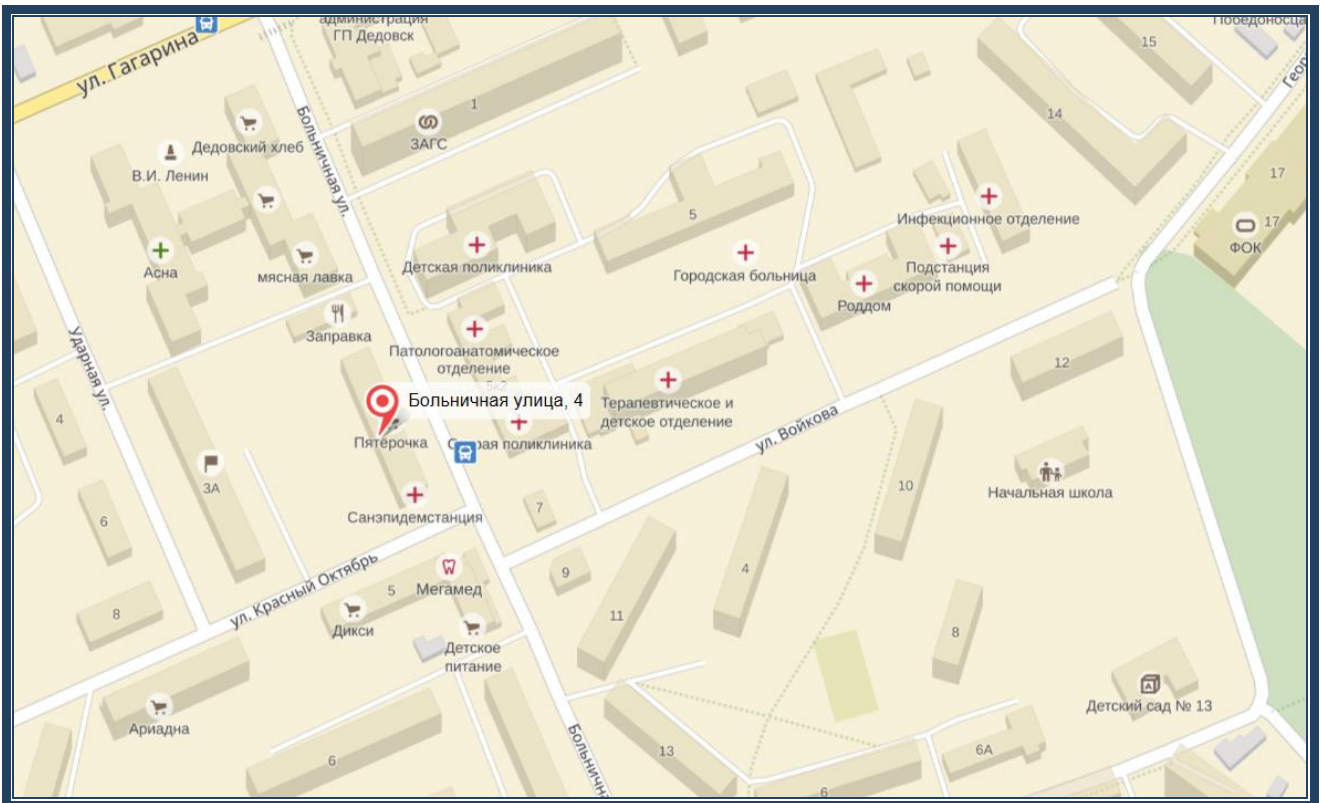 администрация
ГП Дедовск
Победоносца
15
ул. Гагарина
1
14
ЗАГС
Дедовский хлеб
В.И. Ленин
Больничная ул.
17
5
17
Инфекционное отделение
ФОК
Асна
мясная лавка
Детская поликлиника
Городская больница
Подстанция
скорой помощи
Роддом
Заправка
Патологоанатомическое
отделение
12
Ударная ул.
5к2
Больничная улица, 4
Терапевтическое и
детское отделение
ул. Войкова
4
Пятёрочка
Старая поликлиника
3А
10
Начальная школа
6
Санэпидемстанция
7
ул. Красный Октябрь
5
Мегамед
9
4
8
Дикси
11
8
Детское
питание
Детский сад № 13
Ариадна
13
6А
6
6